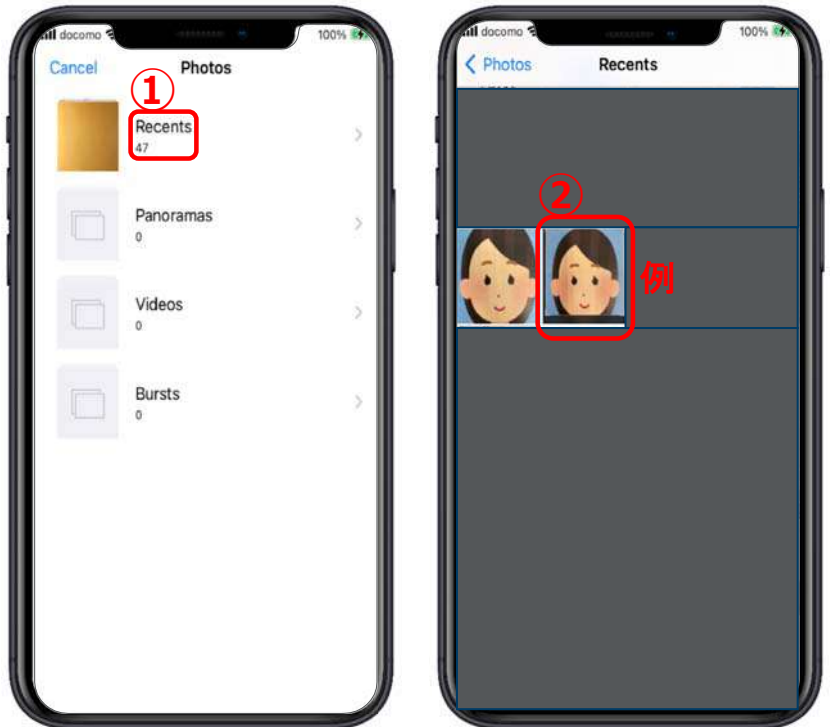 docomo
100%
Cancel
Photos
①
Recents
47
Panoramas
0
Videos
0
Bursts
0
docomo
100%
Photos
Recents
②
例